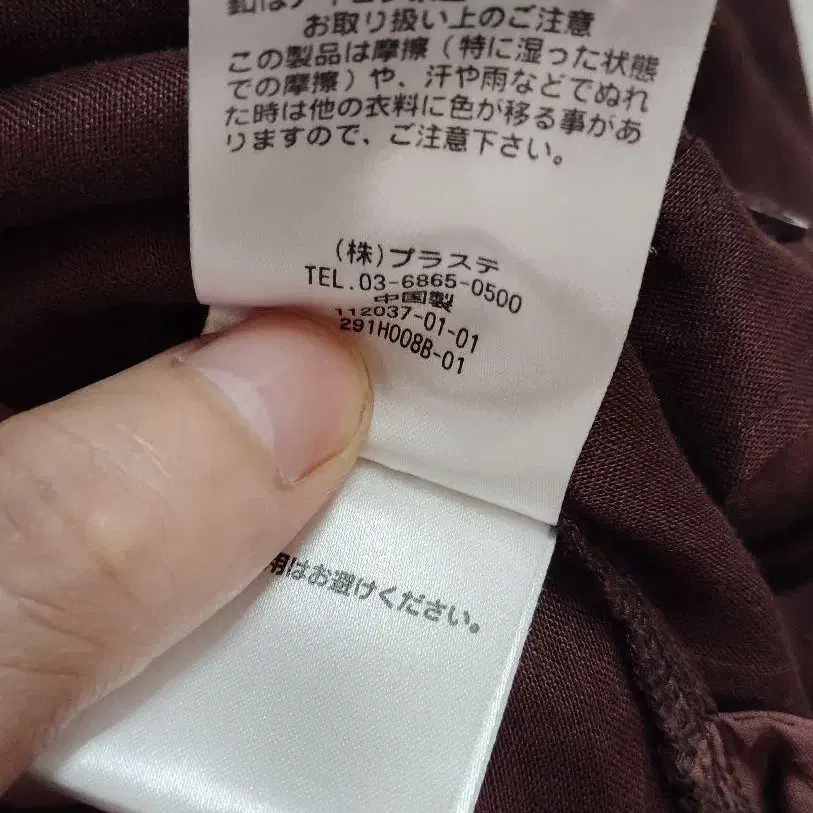 お取り扱い上のご注意
この製品は摩擦(特に湿った状態
での摩擦)や、汗や雨などでぬれ
た時は他の衣料に色が移る事があ
りますので、ご注意下さい。
(株)プラステ
TEL.03-6865-0500
中国製
112037-01-01
291H008B-01
用はお避けください。